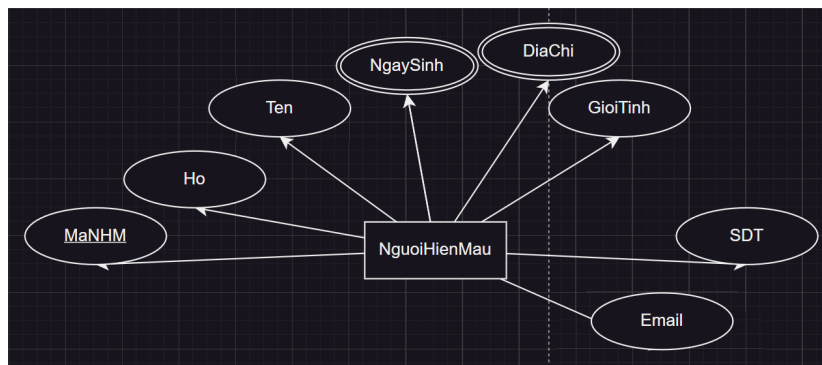 DiaChi
NgaySinh
Ten
GioiTinh
Ho
MaNHM
NguoiHienMau
SDT
Email